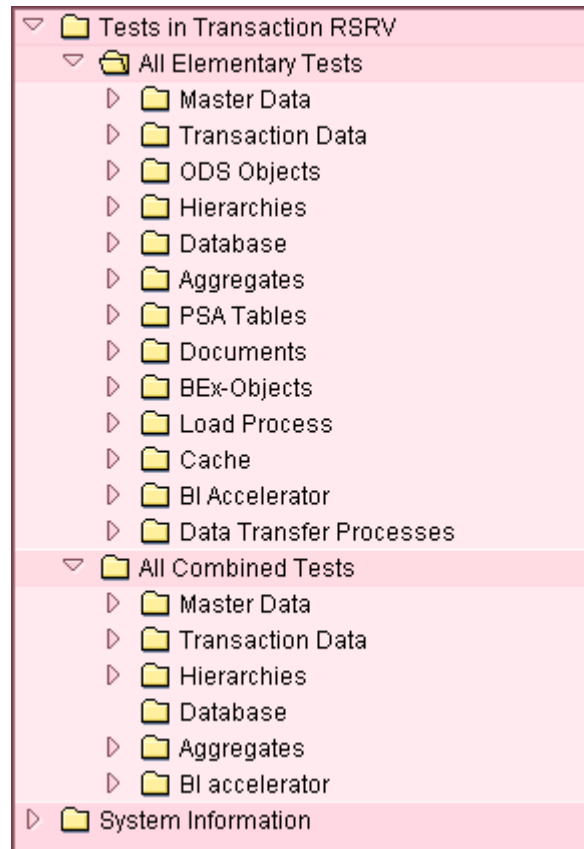 Tests in Transaction RSRV
All Elementary Tests
Master Data
Transaction Data
ODS Objects
Hierarchies
Database
Aggregates
PSA Tables
Documents
BEx-Objects
Load Process
Cache
BI Accelerator
Data Transfer Processes
All Combined Tests
Master Data
Transaction Data
Hierarchies
Database
Aggregates
BI accelerator
System Information